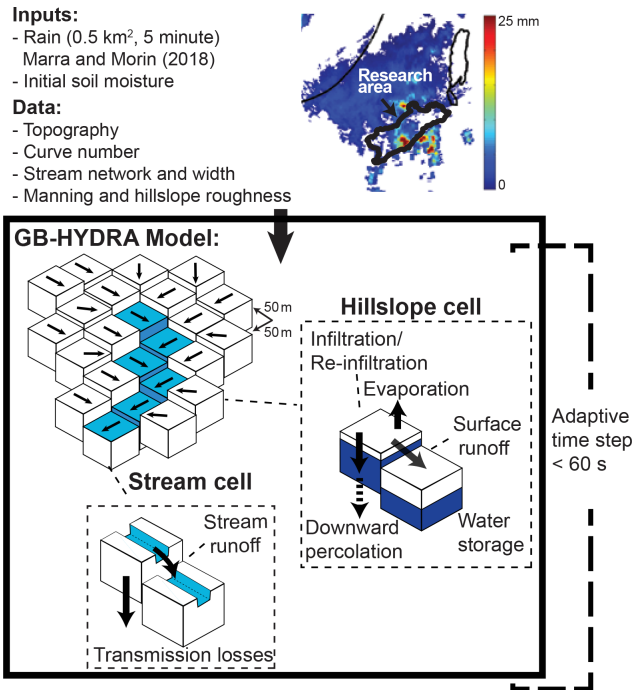 Inputs:
- Rain (0.5 km², 5 minute)
Marra and Morin (2018)
- Initial soil moisture
Data:
- Topography
- Curve number
- Stream network and width
- Manning and hillslope roughness
25 mm
Research
area
0
GB-HYDRA Model:
50 m
50 m
Hillslope cell
Infiltration/
Re-infiltration
Evaporation
Surface
runoff
Downward
percolation
Water
storage
Adaptive
time step
< 60 s
Stream cell
Stream
runoff
Transmission losses